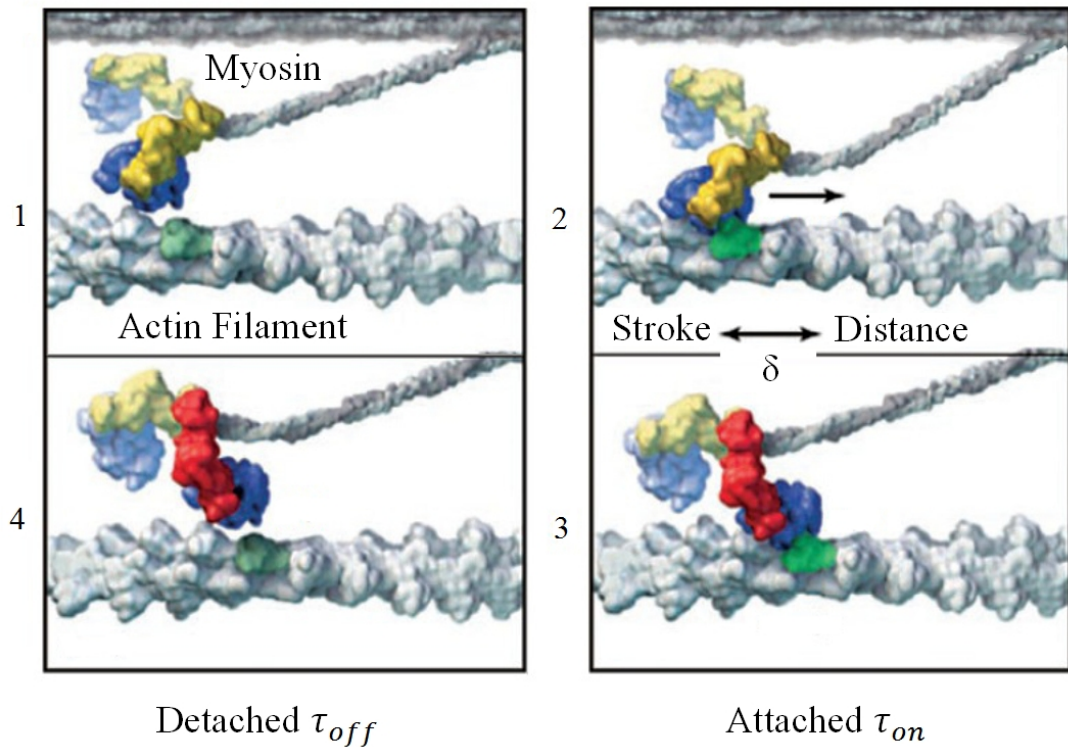 Myosin
1
2
Actin Filament
Stroke
Distance
δ
4
3
Detached τ_off
Attached τ_on